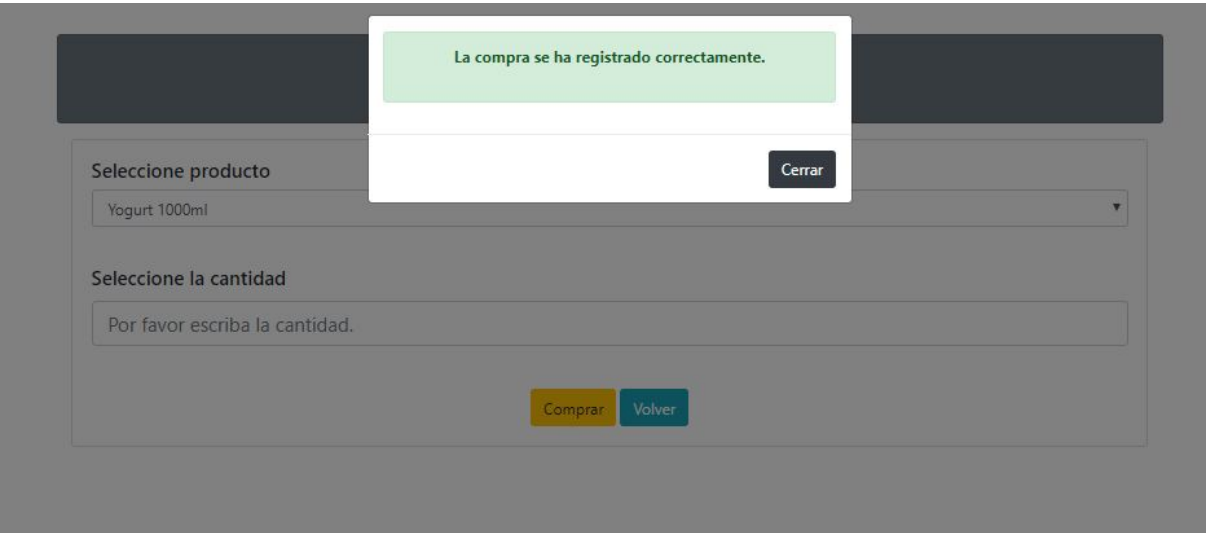 La compra se ha registrado correctamente.
Cerrar
Seleccione producto
Yogurt 1000ml
Seleccione la cantidad
Por favor escriba la cantidad.
Comprar Volver